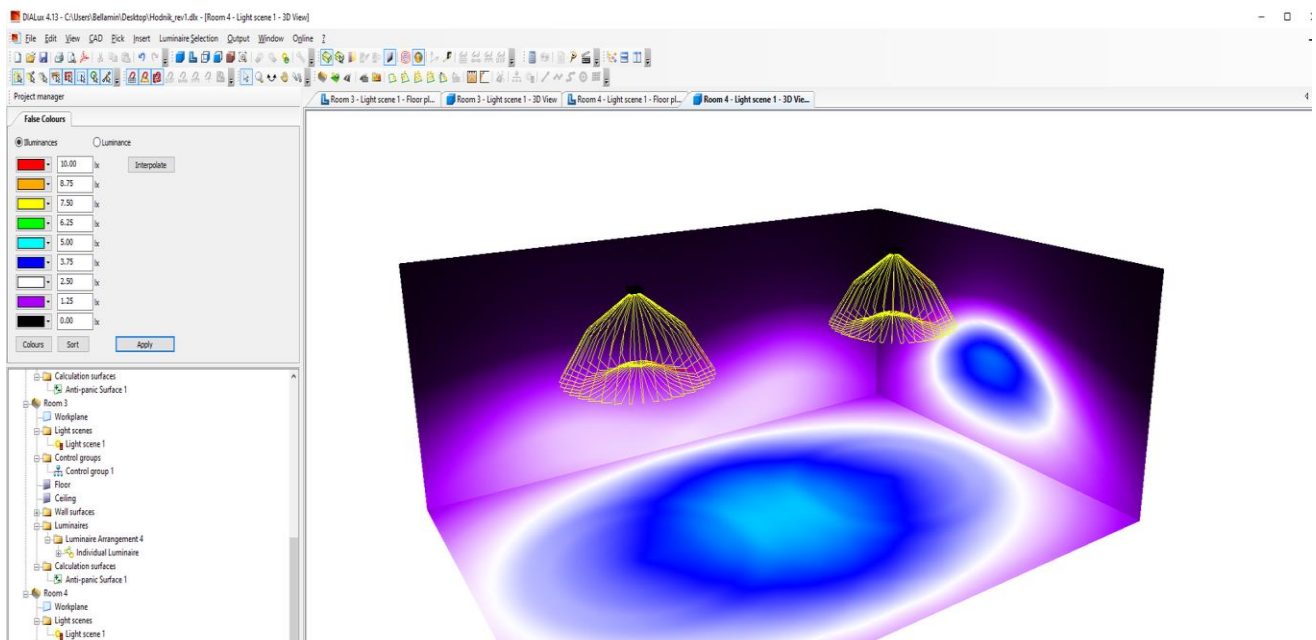 DIALux 4.13 - C:\Users\Bellamin\Desktop\Hodnik_rev1.dlx - [Room 4 - Light scene 1 - 3D View]
File Edit View CAD Pick Insert Luminaire Selection Output Window Online ?
Project manager
Room 3 - Light scene 1 - Floor pl...
Room 3 - Light scene 1 - 3D View
Room 4 - Light scene 1 - Floor pl...
Room 4 - Light scene 1 - 3D Vie...
False Colours
Illuminances Luminance
10.00 lx Interpolate
8.75 lx
7.50 lx
6.25 lx
5.00 lx
3.75 lx
2.50 lx
1.25 lx
0.00 lx
Colours Sort Apply
Calculation surfaces
Anti-panic Surface 1
Room 3
Workplane
Light scenes
Light scene 1
Control groups
Control group 1
Floor
Ceiling
Wall surfaces
Luminaires
Luminaire Arrangement 4
Individual Luminaire
Calculation surfaces
Anti-panic Surface 1
Room 4
Workplane
Light scenes
Light scene 1